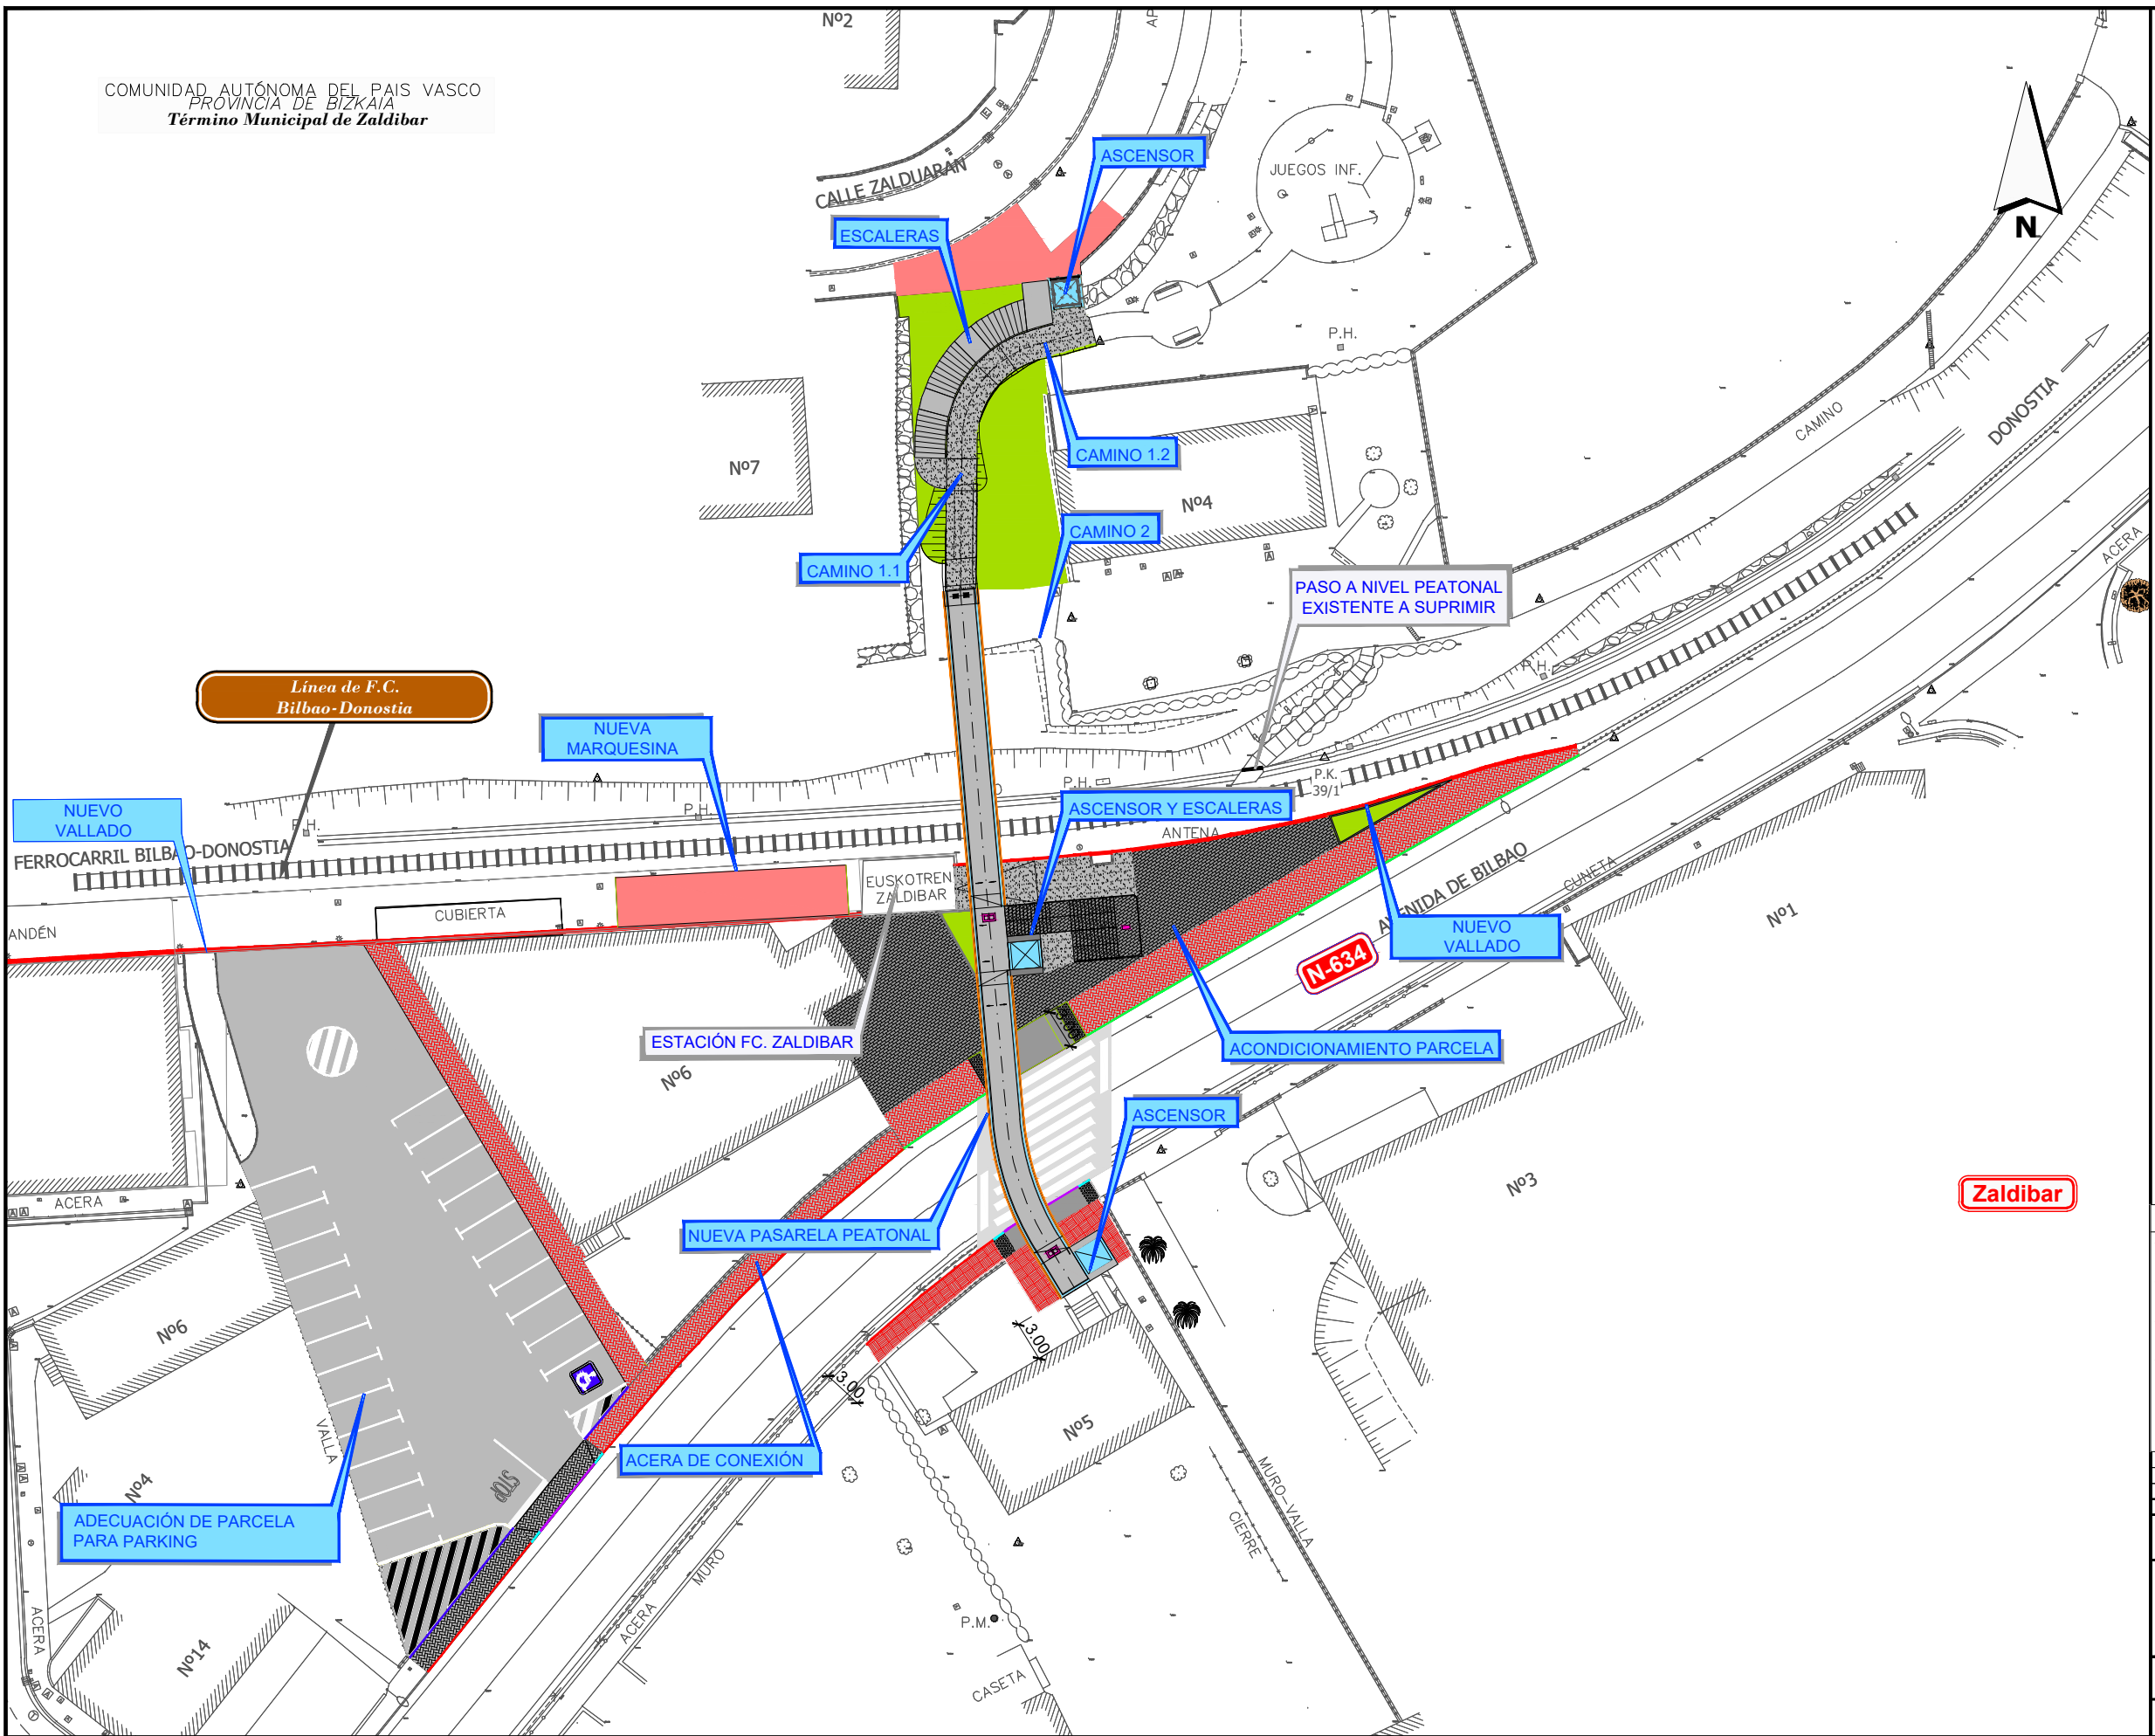 Nº2
AP
COMUNIDAD AUTÓNOMA DEL PAIS VASCO
PROVINCIA DE BIZKAIA
Término Municipal de Zaldibar
ASCENSOR
JUEGOS INF.
CALLE ZALDUARAN
ESCALERAS
N
P.H.
DONOSTIA
CAMINO
CAMINO 1.2
Nº7
Nº4
CAMINO 2
ACERA
CAMINO 1.1
PASO A NIVEL PEATONAL
EXISTENTE A SUPRIMIR
P.H.
Línea de F.C.
Bilbao-Donostia
NUEVA
MARQUESINA
P.H.
P.K.
39/1
NUEVO
VALLADO
P.H.
P.H.
ASCENSOR Y ESCALERAS
ANTENA
FERROCARRIL BILBAO-DONOSTIA
EUSKOTREN
ZALDIBAR
AVENIDA DE BILBAO
CUNETA
CUBIERTA
ANDÉN
Nº1
NUEVO
VALLADO
N-634
3.00
ESTACIÓN FC. ZALDIBAR
ACONDICIONAMIENTO PARCELA
Nº6
ASCENSOR
Nº3
Zaldibar
ACERA
NUEVA PASARELA PEATONAL
Nº6
3.00
3.00
VALLA
Nº5
ACERA DE CONEXIÓN
STOP
Nº4
MURO-VALLA
CIERRE
ADECUACIÓN DE PARCELA
PARA PARKING
MURO
ACERA
ACERA
P.M.
Nº14
CASETA